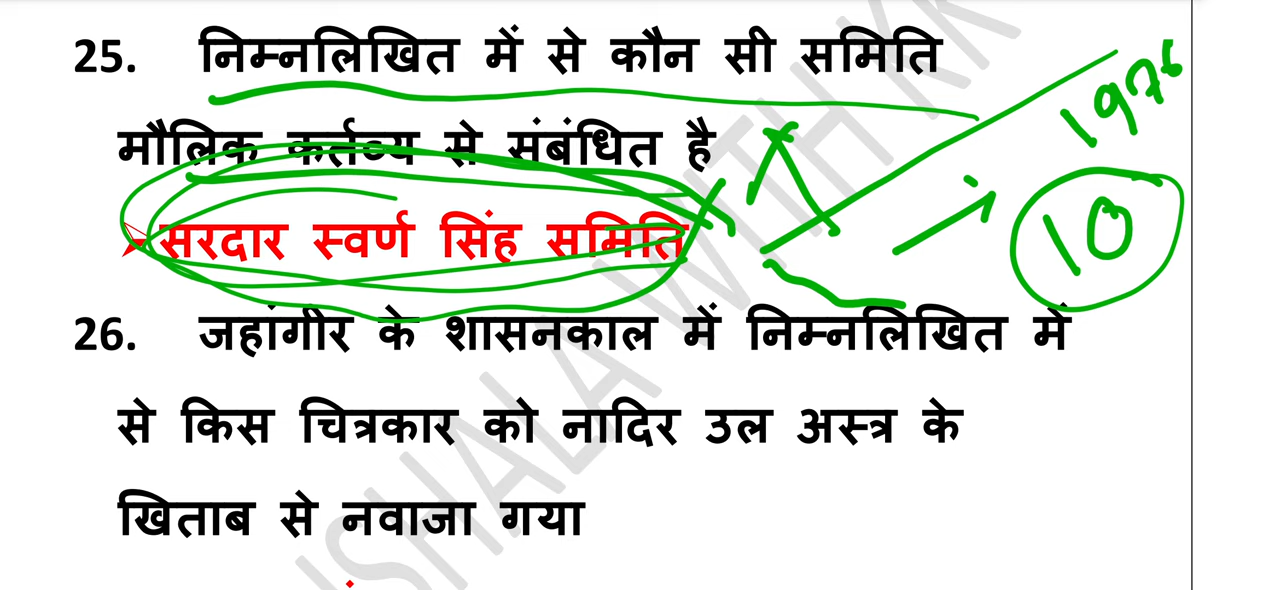 25. निम्नलिखित में से कौन सी समिति
1976
मौलिक कर्तव्य से संबंधित है
सरदार स्वर्ण सिंह समिति
10
26. जहांगीर के शासनकाल में निम्नलिखित में
से किस चित्रकार को नादिर उल अस्त्र के
खिताब से नवाजा गया